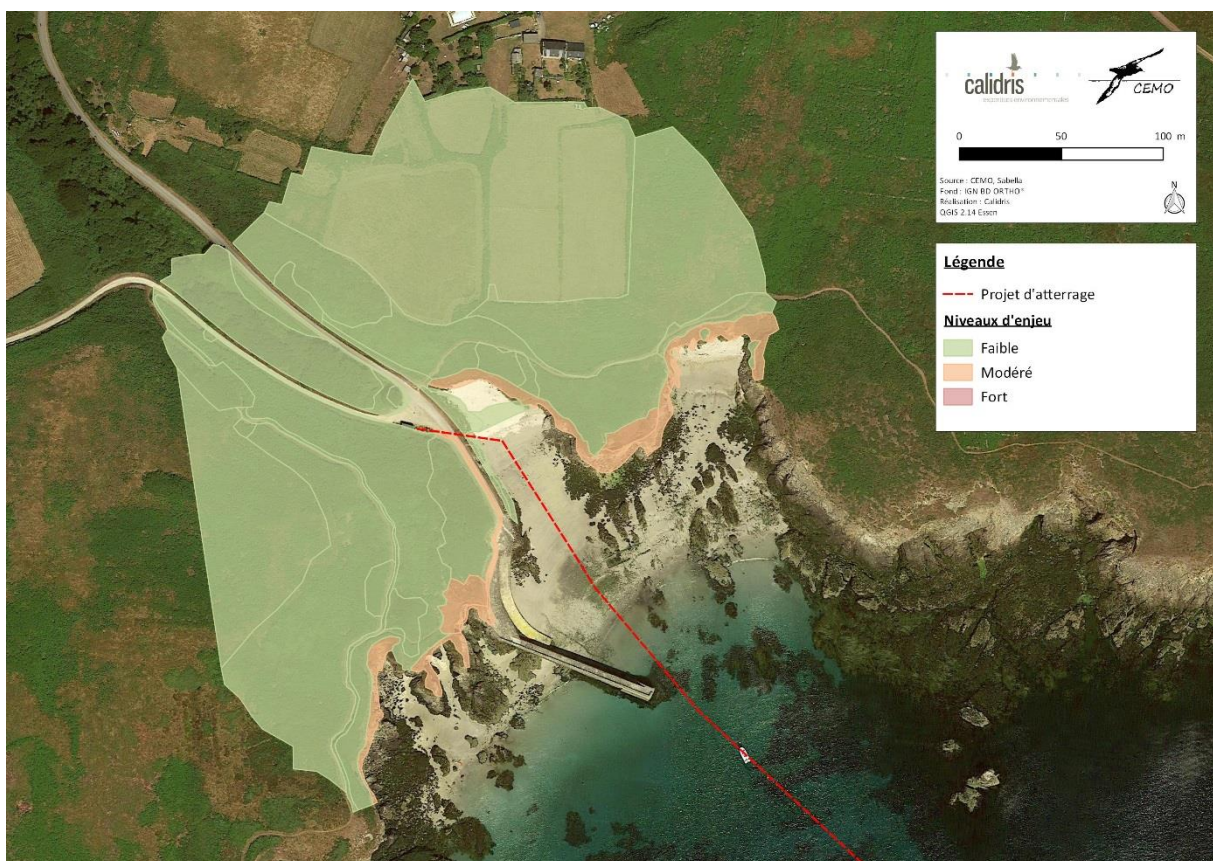 calidris
CEMO
0 50 100 m
Source : CEMO, Sabella
Fond : IGN BD ORTHO®
Réalisation : Calidris
QGIS 2.14 Essen
N
Légende
Projet d'atterrage
Niveaux d'enjeu
Faible
Modéré
Fort